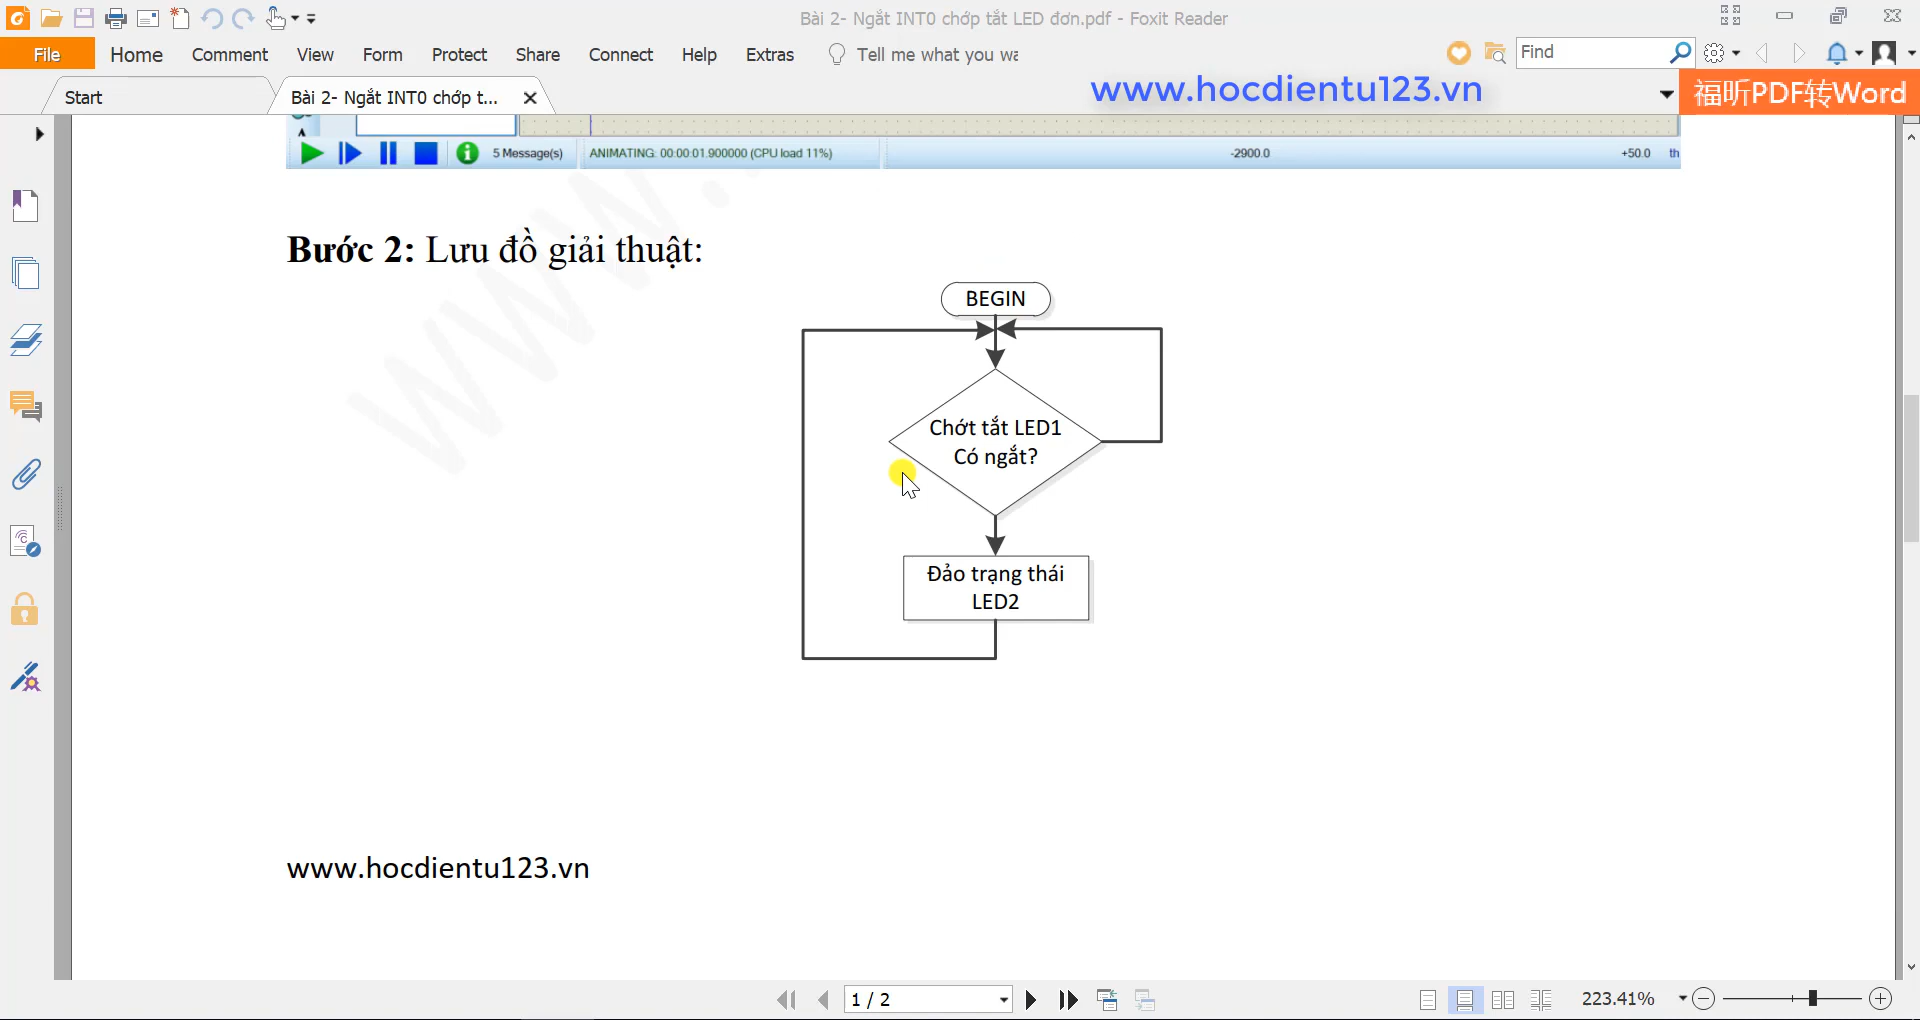 Bài 2- Ngắt INT0 chớp tắt LED đơn.pdf - Foxit Reader
File Home Comment View Form Protect Share Connect Help Extras Tell me what you wa
Find
Start
Bài 2- Ngắt INT0 chớp t...
www.hocdientu123.vn
福昕PDF转Word
5 Message(s) ANIMATING: 00:00:01.900000 (CPU load 11%) -2900.0 +50.0 th
www.
Bước 2: Lưu đồ giải thuật:
BEGIN
Chớt tắt LED1
Có ngắt?
Đảo trạng thái
LED2
www.hocdientu123.vn
1 / 2
223.41%